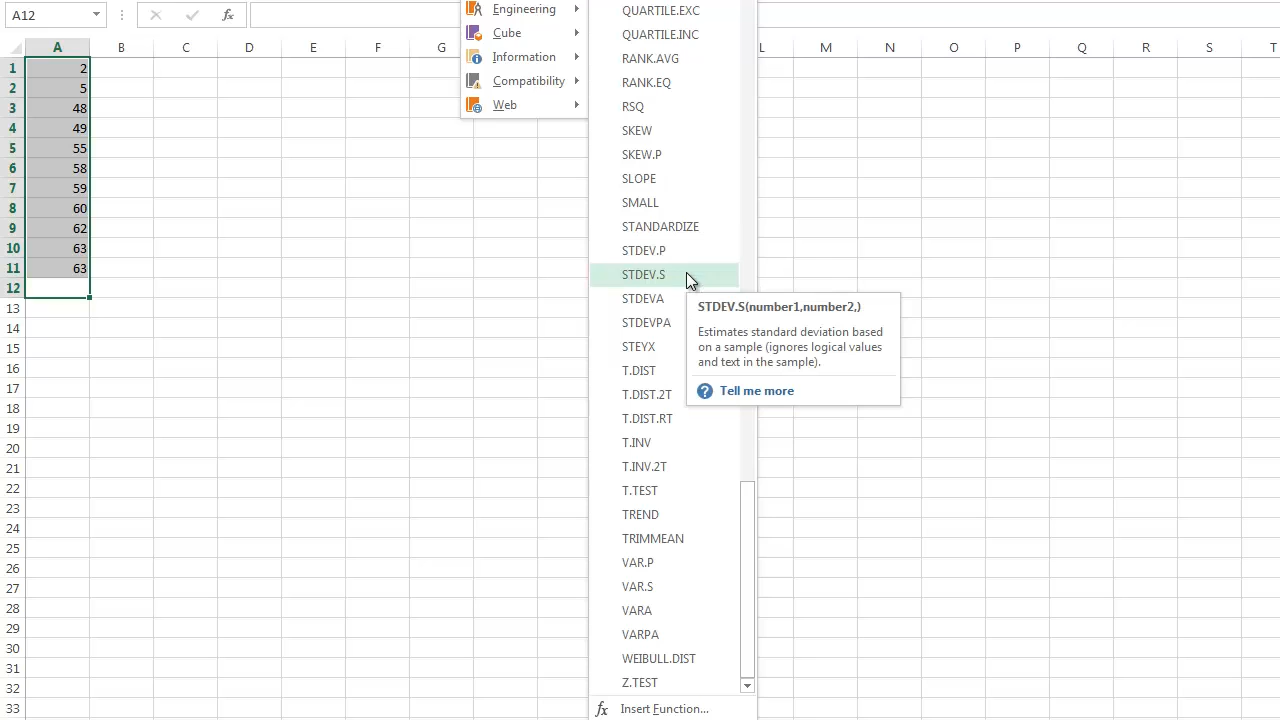 A12
fx
Engineering
Cube
Information
Compatibility
Web
A B C D E F G L M N O P Q R S T
1 2
2 5
3 48
4 49
5 55
6 58
7 59
8 60
9 62
10 63
11 63
12
13
14
15
16
17
18
19
20
21
22
23
24
25
26
27
28
29
30
31
32
33
QUARTILE.EXC
QUARTILE.INC
RANK.AVG
RANK.EQ
RSQ
SKEW
SKEW.P
SLOPE
SMALL
STANDARDIZE
STDEV.P
STDEV.S
STDEVA
STDEVPA
STEYX
T.DIST
T.DIST.2T
T.DIST.RT
T.INV
T.INV.2T
T.TEST
TREND
TRIMMEAN
VAR.P
VAR.S
VARA
VARPA
WEIBULL.DIST
Z.TEST
fx Insert Function...
STDEV.S(number1,number2,)
Estimates standard deviation based
on a sample (ignores logical values
and text in the sample).
? Tell me more